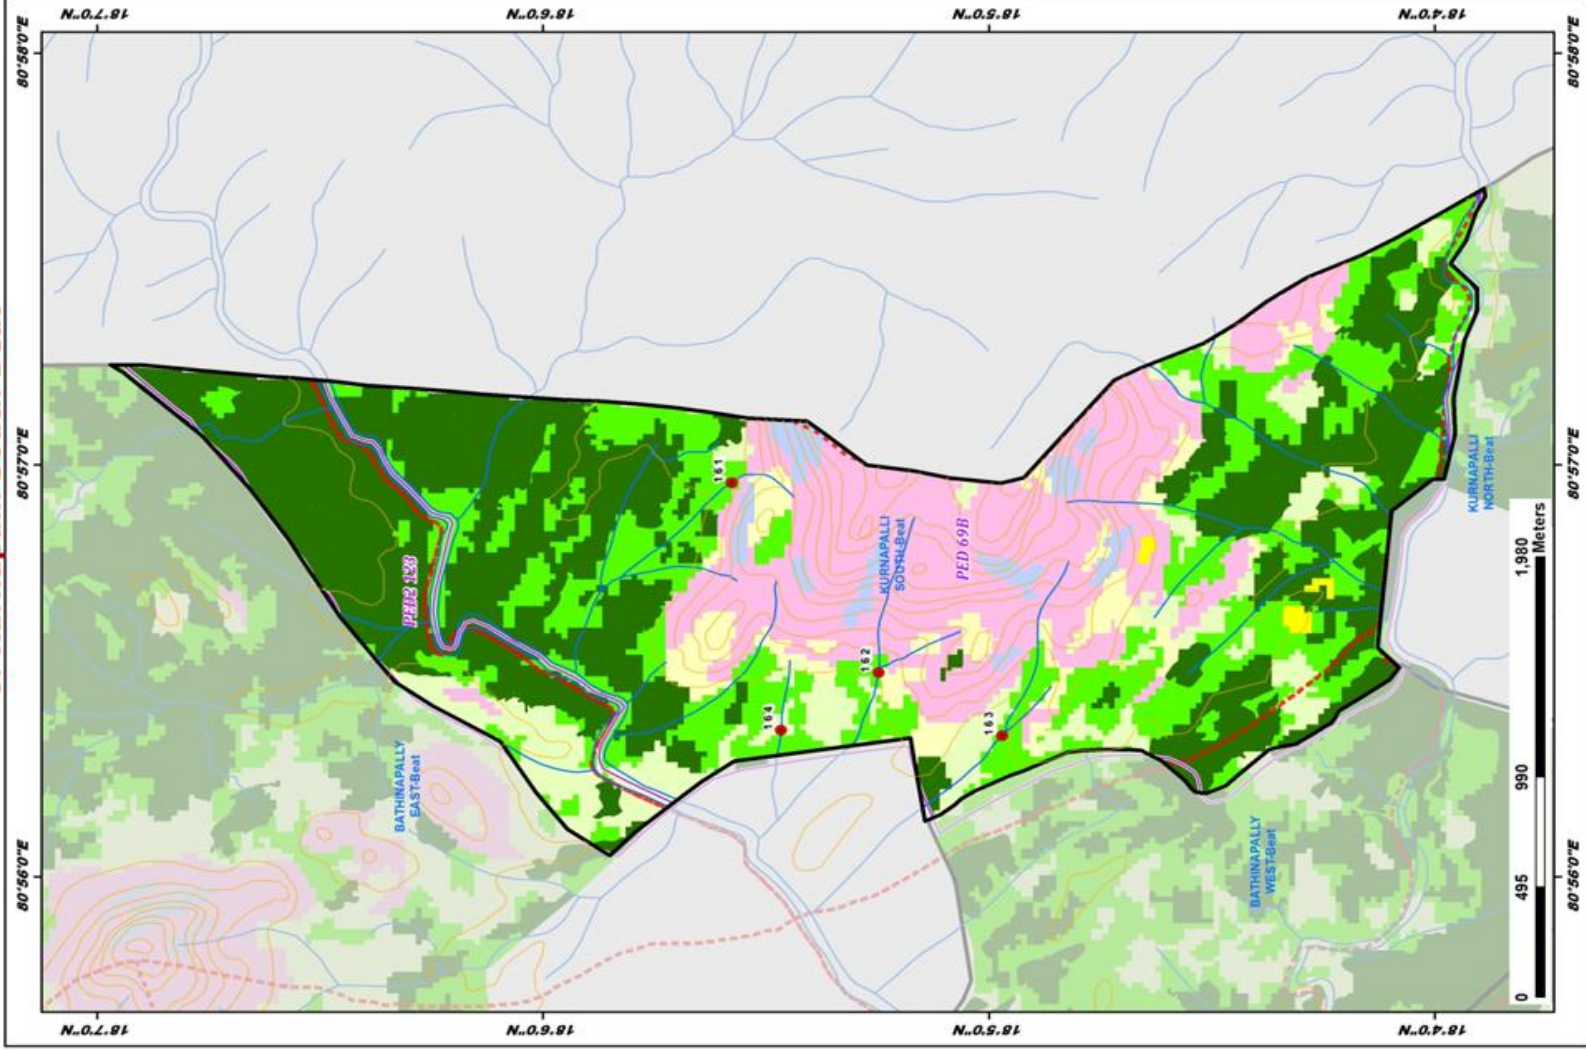 18°7'0"N
18°6'0"N
18°5'0"N
18°4'0"N
80°58'0"E
80°58'0"E
80°57'0"E
80°57'0"E
80°56'0"E
80°56'0"E
161
PED2 123
KURNAPALLI
SOUTH-Beat
PED 69B
KURNAPALLI
NORTH-Beat
162
164
163
BATHINAPALLY
EAST-Beat
BATHINAPALLY
WEST-Beat
0
495
990
1,980
Meters
18°7'0"N
18°6'0"N
18°5'0"N
18°4'0"N